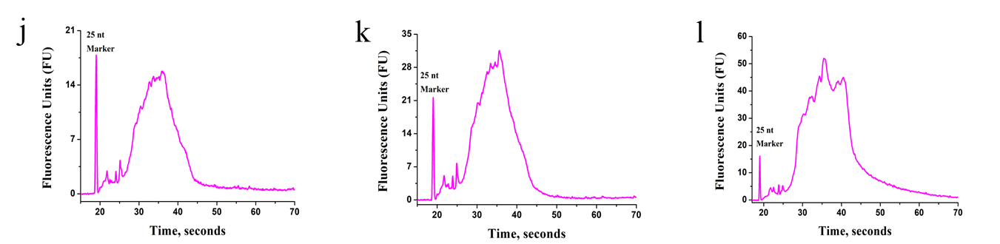 j
21
14
7
0
25 nt
Marker
Fluorescence Units (FU)
20 30 40 50 60 70
Time, seconds
k
35
28
21
14
7
0
25 nt
Marker
Fluorescence Units (FU)
20 30 40 50 60 70
Time, seconds
l
60
50
40
30
20
10
0
25 nt
Marker
Fluorescence Units (FU)
20 30 40 50 60 70
Time, seconds